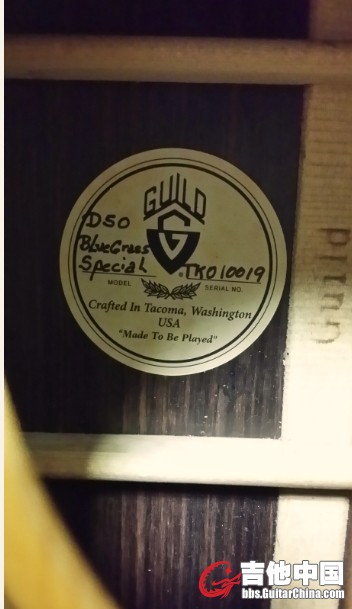 GUILD
G
D50
BlueGrass
Special
TK010019
MODEL
SERIAL NO.
Crafted In Tacoma, Washington
USA
"Made To Be Played"
Guild
吉他中国
bbs.GuitarChina.com